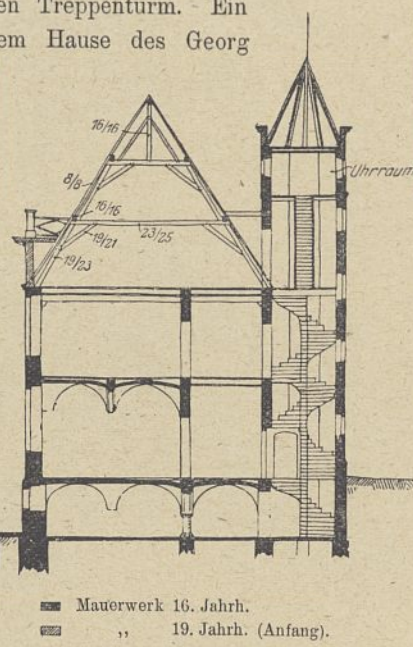 en Treppenturm. Ein
em Hause des Georg
16/16
Uhrraum
8/8
16/16
19/21
23/25
19/23
Mauerwerk 16. Jahrh.
„ 19. Jahrh. (Anfang).